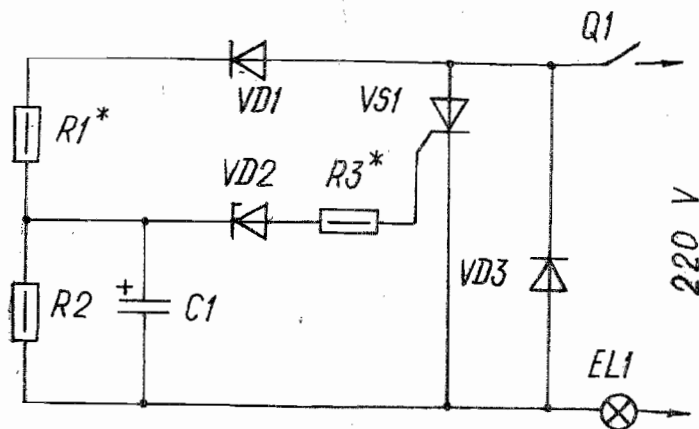 Q1
VD1
VS1
R1*
VD2
R3*
220 V
VD3
R2
+
C1
EL1